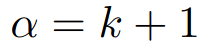 α = k + 1